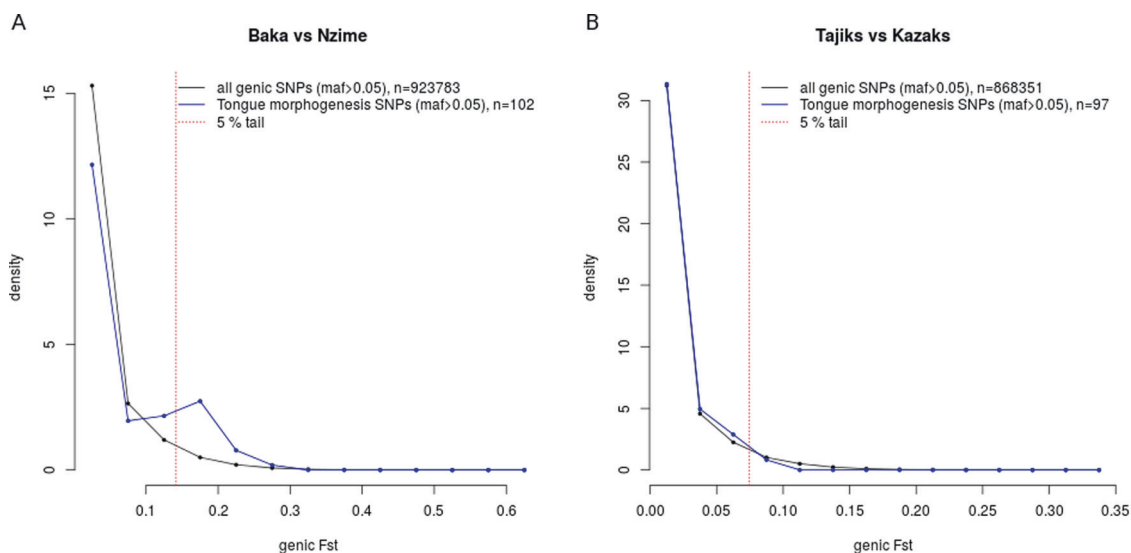 A
Baka vs Nzime
all genic SNPs (maf>0.05), n=923783
Tongue morphogenesis SNPs (maf>0.05), n=102
5 % tail
15
10
5
0
density
0.1 0.2 0.3 0.4 0.5 0.6
genic Fst
B
Tajiks vs Kazaks
all genic SNPs (maf>0.05), n=868351
Tongue morphogenesis SNPs (maf>0.05), n=97
5 % tail
30
25
20
15
10
5
0
density
0.00 0.05 0.10 0.15 0.20 0.25 0.30 0.35
genic Fst